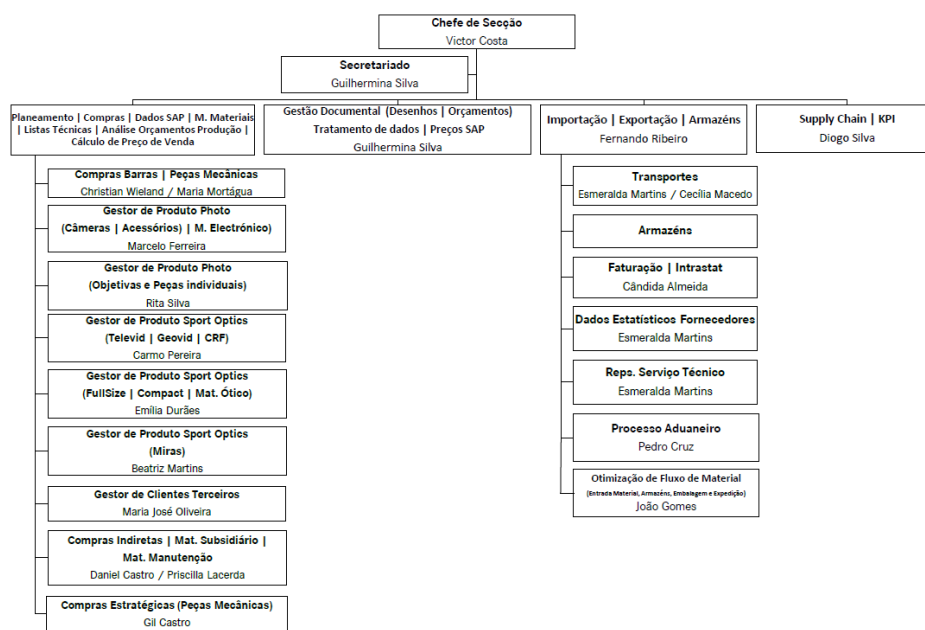 Chefe de Secção
Victor Costa
Secretariado
Guilhermina Silva
Planeamento | Compras | Dados SAP | M. Materiais
| Listas Técnicas | Análise Orçamentos Produção |
Cálculo de Preço de Venda
Gestão Documental (Desenhos | Orçamentos)
Tratamento de dados | Preços SAP
Guilhermina Silva
Importação | Exportação | Armazéns
Fernando Ribeiro
Supply Chain | KPI
Diogo Silva
Compras Barras | Peças Mecânicas
Christian Wieland / Maria Mortágua
Gestor de Produto Photo
(Câmeras | Acessórios) | M. Electrónico)
Marcelo Ferreira
Gestor de Produto Photo
(Objetivas e Peças individuais)
Rita Silva
Gestor de Produto Sport Optics
(Televid | Geovid | CRF)
Carmo Pereira
Gestor de Produto Sport Optics
(FullSize | Compact | Mat. Ótico)
Emília Durães
Gestor de Produto Sport Optics
(Miras)
Beatriz Martins
Gestor de Clientes Terceiros
Maria José Oliveira
Compras Indiretas | Mat. Subsidiário |
Mat. Manutenção
Daniel Castro / Priscilla Lacerda
Compras Estratégicas (Peças Mecânicas)
Gil Castro
Transportes
Esmeralda Martins / Cecília Macedo
Armazéns
Faturação | Intrastat
Cândida Almeida
Dados Estatísticos Fornecedores
Esmeralda Martins
Reps. Serviço Técnico
Esmeralda Martins
Processo Aduaneiro
Pedro Cruz
Otimização de Fluxo de Material
(Entrada Material, Armazéns, Embalagem e Expedição)
João Gomes